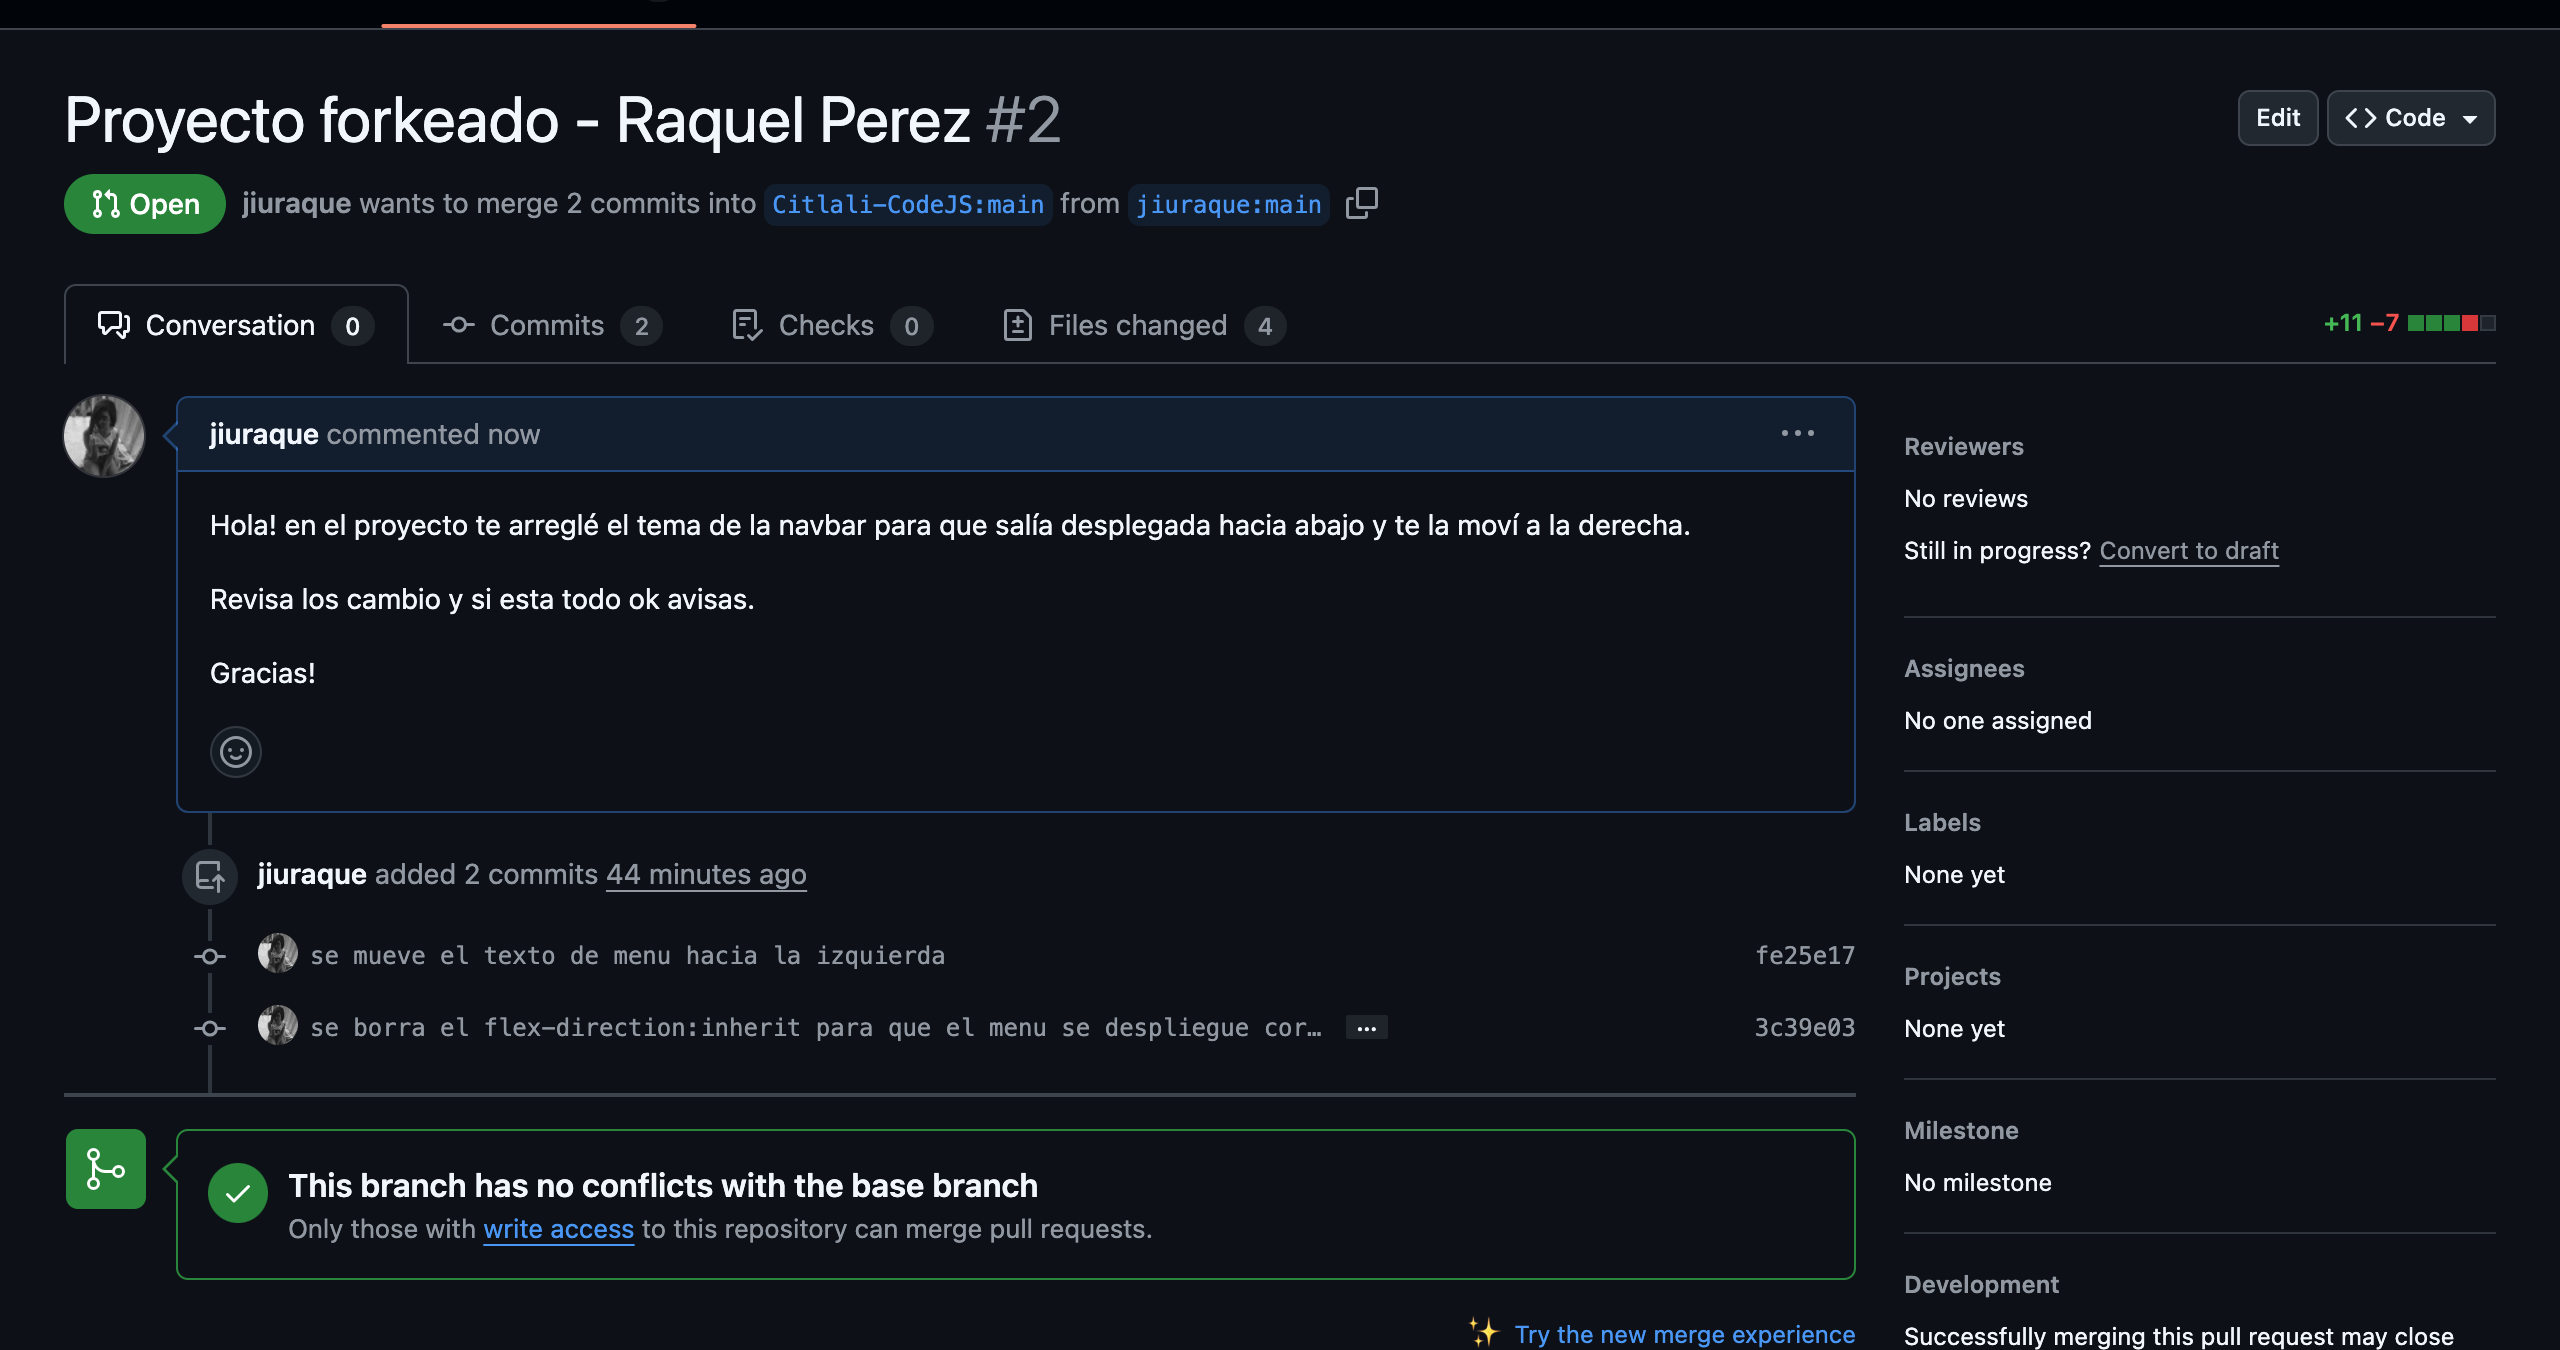 Proyecto forkeado - Raquel Perez #2
Edit
Code
Open
jiuraque wants to merge 2 commits into Citlali-CodeJS:main from jiuraque:main
Conversation 0
Commits 2
Checks 0
Files changed 4
+11 −7
jiuraque commented now
Hola! en el proyecto te arreglé el tema de la navbar para que salía desplegada hacia abajo y te la moví a la derecha.
Revisa los cambio y si esta todo ok avisas.
Gracias!
jiuraque added 2 commits 44 minutes ago
se mueve el texto de menu hacia la izquierda fe25e17
se borra el flex-direction:inherit para que el menu se despliegue cor… ... 3c39e03
This branch has no conflicts with the base branch
Only those with write access to this repository can merge pull requests.
Try the new merge experience
Reviewers
No reviews
Still in progress? Convert to draft
Assignees
No one assigned
Labels
None yet
Projects
None yet
Milestone
No milestone
Development
Successfully merging this pull request may close